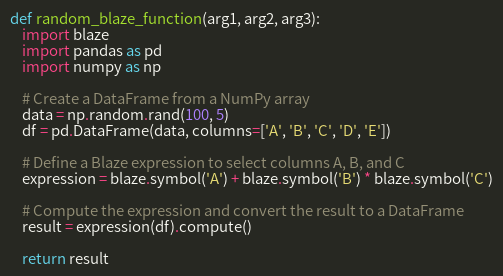 def random_blaze_function(arg1, arg2, arg3):
    import blaze
    import pandas as pd
    import numpy as np

    # Create a DataFrame from a NumPy array
    data = np.random.rand(100, 5)
    df = pd.DataFrame(data, columns=['A', 'B', 'C', 'D', 'E'])

    # Define a Blaze expression to select columns A, B, and C
    expression = blaze.symbol('A') + blaze.symbol('B') * blaze.symbol('C')

    # Compute the expression and convert the result to a DataFrame
    result = expression(df).compute()

    return result